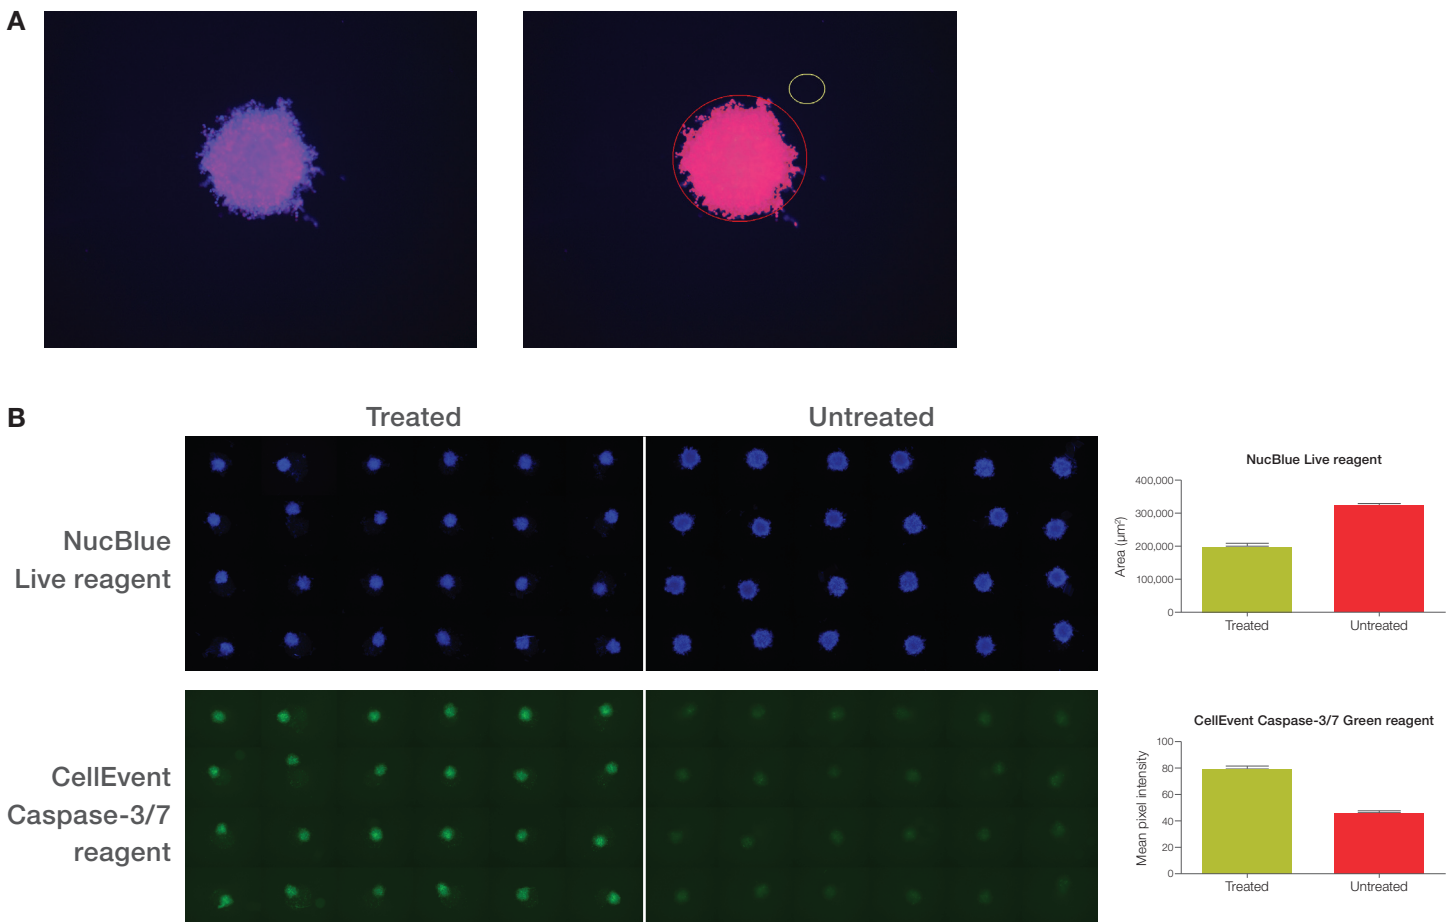 A
B
Treated
Untreated
NucBlue
Live reagent
NucBlue Live reagent
400,000
300,000
200,000
100,000
0
Area (µm²)
Treated
Untreated
CellEvent
Caspase-3/7
reagent
CellEvent Caspase-3/7 Green reagent
100
80
60
40
20
0
Mean pixel intensity
Treated
Untreated